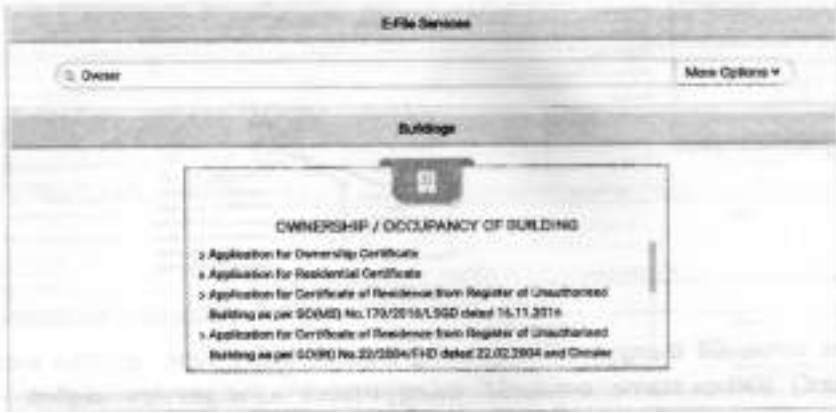 E-File Services
Owner
More Options
Buildings
OWNERSHIP / OCCUPANCY OF BUILDING
> Application for Ownership Certificate
> Application for Residential Certificate
> Application for Certificate of Residence from Register of Unauthorised
Building as per GO(MS) No.170/2016/LSGD dated 16.11.2016
> Application for Certificate of Residence from Register of Unauthorised
Building as per GO(Rt) No.22/2004/FHD dated 22.02.2004 and Circular